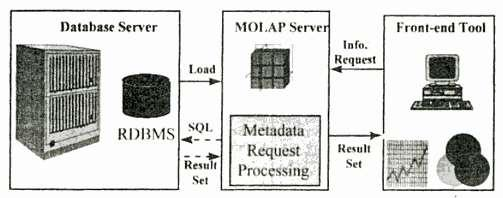 Database Server
MOLAP Server
Front-end Tool
Load
RDBMS
SQL
Result
Set
Metadata
Request
Processing
Info.
Request
Result
Set